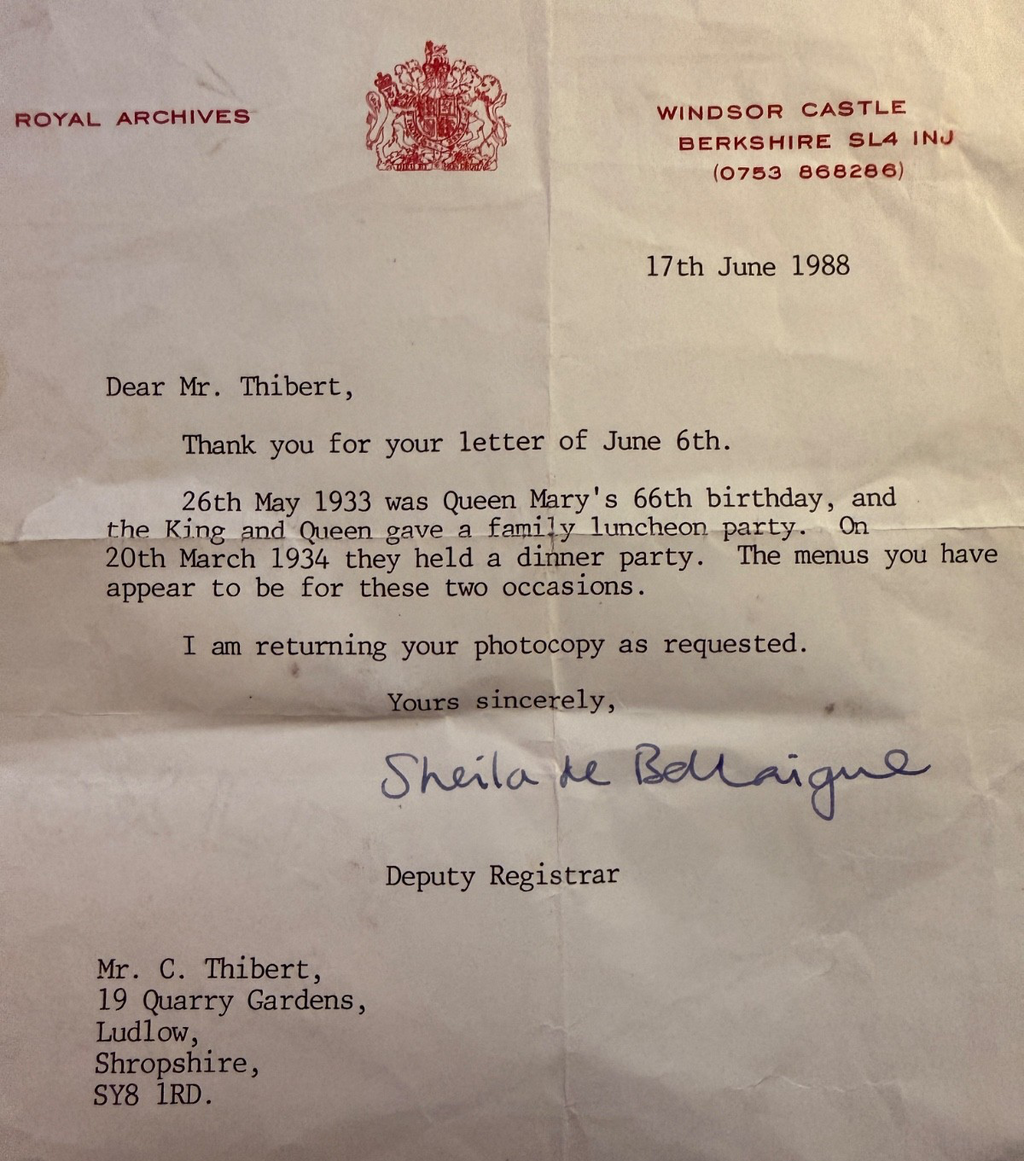 ROYAL ARCHIVES
WINDSOR CASTLE
BERKSHIRE SL4 1NJ
(0753 868286)
17th June 1988
Dear Mr. Thibert,
Thank you for your letter of June 6th.
26th May 1933 was Queen Mary's 66th birthday, and
the King and Queen gave a family luncheon party. On
20th March 1934 they held a dinner party. The menus you have
appear to be for these two occasions.
I am returning your photocopy as requested.
Yours sincerely,
Sheila de Bellaigue
Deputy Registrar
Mr. C. Thibert,
19 Quarry Gardens,
Ludlow,
Shropshire,
SY8 1RD.